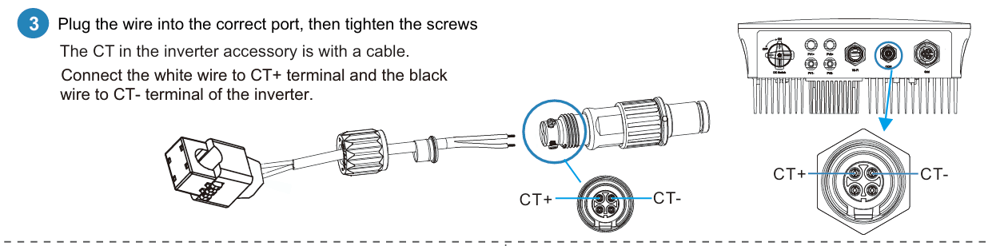 3 Plug the wire into the correct port, then tighten the screws
The CT in the inverter accessory is with a cable.
Connect the white wire to CT+ terminal and the black
wire to CT- terminal of the inverter.
CT+ CT-
CT+ CT-